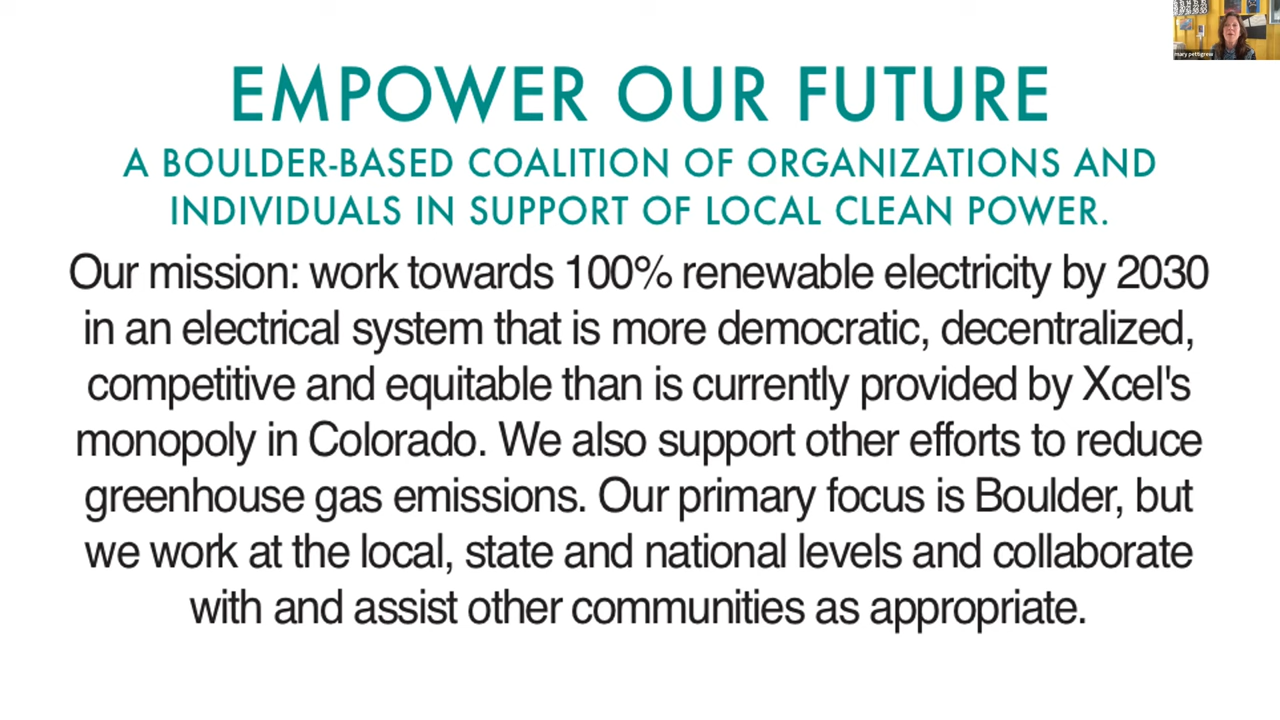 mary pettigrew
EMPOWER OUR FUTURE
A BOULDER-BASED COALITION OF ORGANIZATIONS AND
INDIVIDUALS IN SUPPORT OF LOCAL CLEAN POWER.
Our mission: work towards 100% renewable electricity by 2030
in an electrical system that is more democratic, decentralized,
competitive and equitable than is currently provided by Xcel's
monopoly in Colorado. We also support other efforts to reduce
greenhouse gas emissions. Our primary focus is Boulder, but
we work at the local, state and national levels and collaborate
with and assist other communities as appropriate.